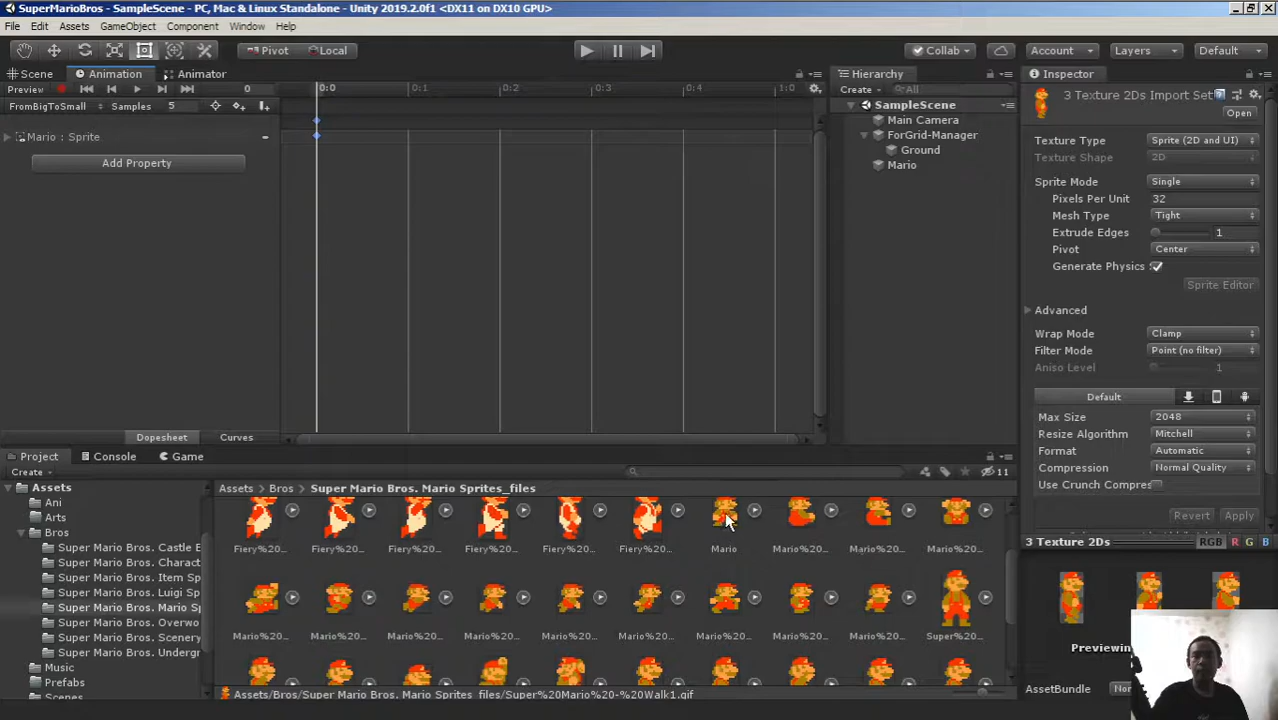 SuperMarioBros - SampleScene - PC, Mac & Linux Standalone - Unity 2019.2.0f1 <DX11 on DX10 GPU>
File Edit Assets GameObject Component Window Help
Pivot Local Collab Account Layers Default
Scene Animation Animator
Preview 0 0:0 0:1 0:2 0:3 0:4 1:0
FromBigToSmall Samples 5
Mario : Sprite
Add Property
Dopesheet Curves
Hierarchy
Create All
SampleScene
Main Camera
ForGrid-Manager
Ground
Mario
Inspector
3 Texture 2Ds Import Set
Open
Texture Type Sprite (2D and UI)
Texture Shape 2D
Sprite Mode Single
Pixels Per Unit 32
Mesh Type Tight
Extrude Edges 1
Pivot Center
Generate Physics
Sprite Editor
Advanced
Wrap Mode Clamp
Filter Mode Point (no filter)
Aniso Level 1
Default
Max Size 2048
Resize Algorithm Mitchell
Format Automatic
Compression Normal Quality
Use Crunch Compres
Revert Apply
3 Texture 2Ds RGB R G B
Previewin
AssetBundle Non
Project Console Game
Create 11
Assets
Ani
Arts
Bros
Super Mario Bros. Castle E
Super Mario Bros. Charact
Super Mario Bros. Item Sp
Super Mario Bros. Luigi Sp
Super Mario Bros. Mario Sp
Super Mario Bros. Overwo
Super Mario Bros. Scenery
Super Mario Bros. Undergr
Music
Prefabs
Scenes
Assets Bros Super Mario Bros. Mario Sprites_files
Fiery%20... Fiery%20... Fiery%20... Fiery%20... Fiery%20... Fiery%20... Mario Mario%20... Mario%20... Mario%20...
Mario%20... Mario%20... Mario%20... Mario%20... Mario%20... Mario%20... Mario%20... Mario%20... Mario%20... Super%20...
Assets/Bros/Super Mario Bros. Mario Sprites_files/Super%20Mario%20-%20Walk1.gif